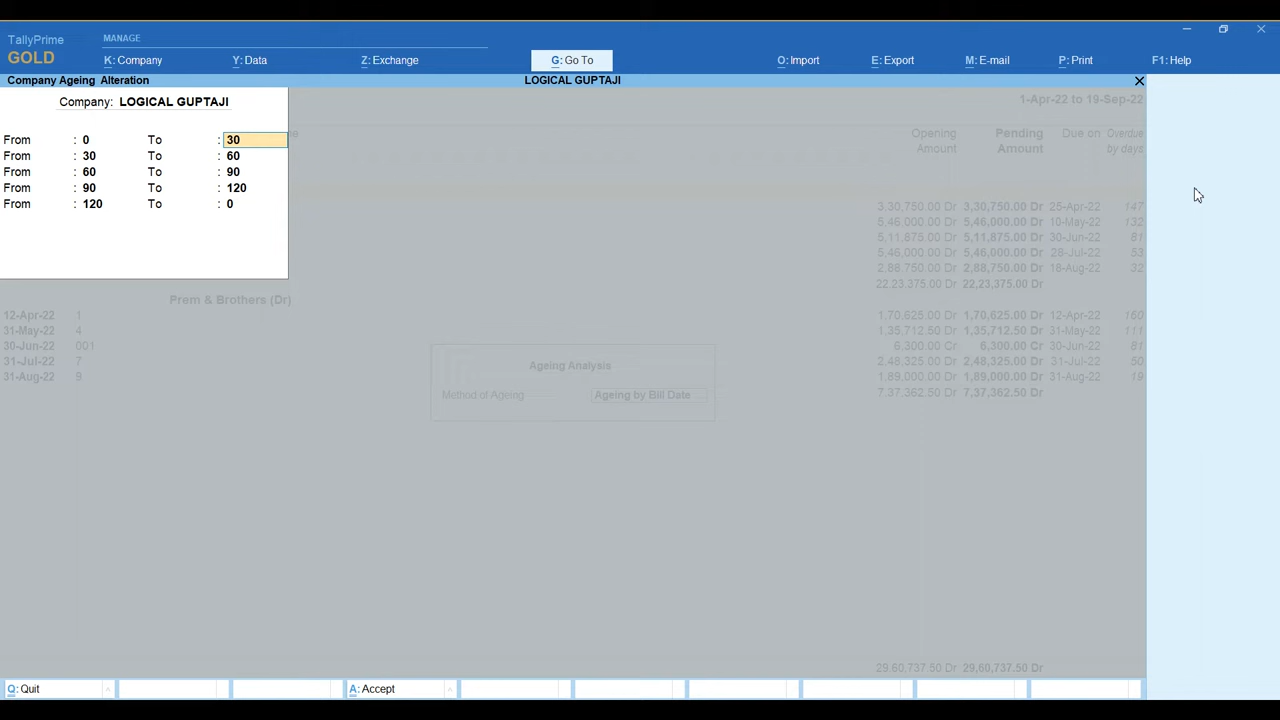 TallyPrime
GOLD
MANAGE
K: Company Y: Data Z: Exchange G: Go To O: Import E: Export M: E-mail P: Print F1: Help
Company Ageing Alteration LOGICAL GUPTAJI
Company: LOGICAL GUPTAJI
1-Apr-22 to 19-Sep-22
From : 0 To : 30
From : 30 To : 60
From : 60 To : 90
From : 90 To : 120
From : 120 To : 0
Opening Pending Due on Overdue
Amount Amount by days
3,30,750.00 Dr 3,30,750.00 Dr 25-Apr-22 147
5,46,000.00 Dr 5,46,000.00 Dr 10-May-22 132
5,11,875.00 Dr 5,11,875.00 Dr 30-Jun-22 81
5,46,000.00 Dr 5,46,000.00 Dr 28-Jul-22 53
2,88,750.00 Dr 2,88,750.00 Dr 18-Aug-22 32
22,23,375.00 Dr 22,23,375.00 Dr
Prem & Brothers (Dr)
12-Apr-22 1 1,70,625.00 Dr 1,70,625.00 Dr 12-Apr-22 160
31-May-22 4 1,35,712.50 Dr 1,35,712.50 Dr 31-May-22 111
30-Jun-22 001 6,300.00 Cr 6,300.00 Cr 30-Jun-22 81
31-Jul-22 7 2,48,325.00 Dr 2,48,325.00 Dr 31-Jul-22 50
31-Aug-22 9 1,89,000.00 Dr 1,89,000.00 Dr 31-Aug-22 19
7,37,362.50 Dr 7,37,362.50 Dr
Ageing Analysis
Method of Ageing Ageing by Bill Date
29,60,737.50 Dr 29,60,737.50 Dr
Q: Quit A: Accept